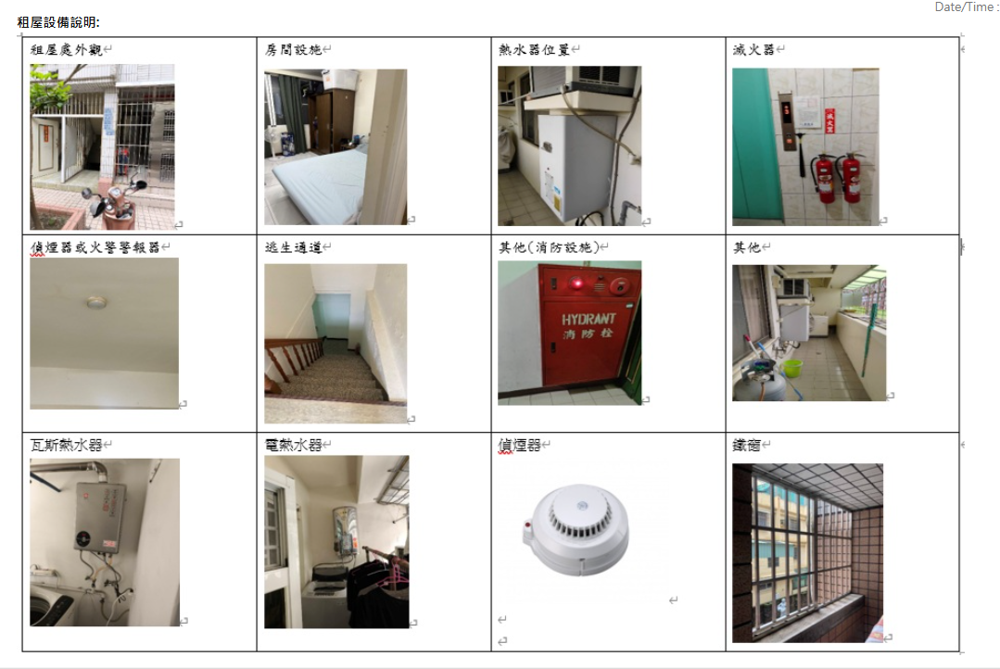 Date/Time :
租屋設備說明:
租屋處外觀
房間設施
熱水器位置
滅火器
滅火器
偵煙器或火警警報器
逃生通道
其他(消防設施)
其他
HYDRANT
消防栓
瓦斯熱水器
電熱水器
偵煙器
鐵窗